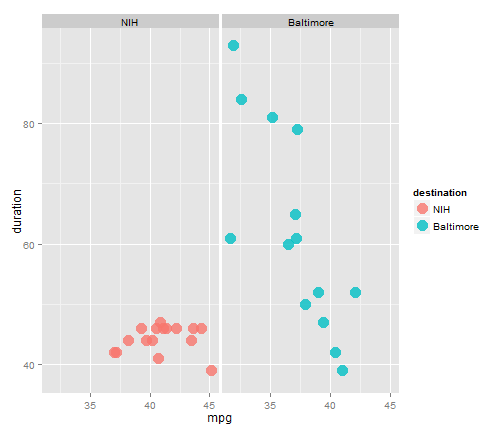 NIH Baltimore
80
60
40
duration
35 40 45 35 40 45
mpg
destination
NIH
Baltimore